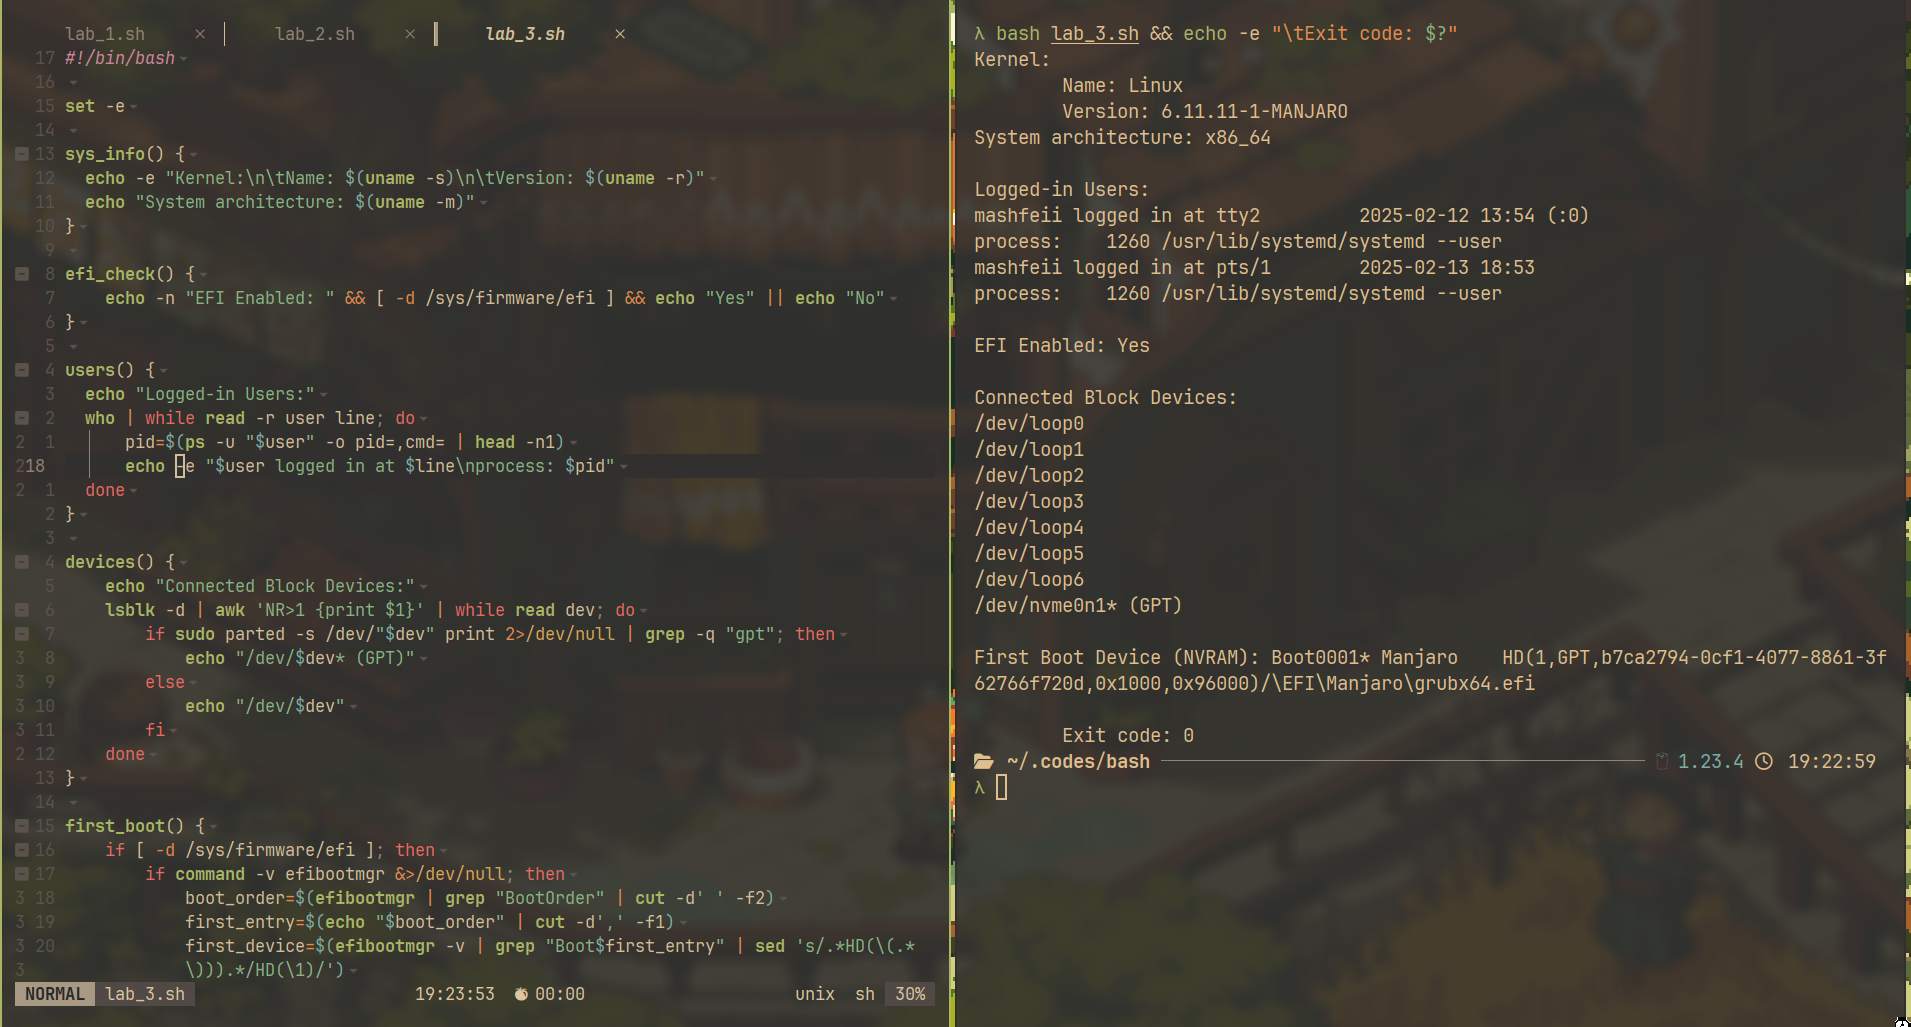 lab_1.sh × lab_2.sh × lab_3.sh ×
17 #!/bin/bash
16
15 set -e
14
13 sys_info() {
12 echo -e "Kernel:\n\tName: $(uname -s)\n\tVersion: $(uname -r)"
11 echo "System architecture: $(uname -m)"
10 }
9
8 efi_check() {
7 echo -n "EFI Enabled: " && [ -d /sys/firmware/efi ] && echo "Yes" || echo "No"
6 }
5
4 users() {
3 echo "Logged-in Users:"
2 who | while read -r user line; do
2 1 pid=$(ps -u "$user" -o pid=,cmd= | head -n1)
218 echo -e "$user logged in at $line\nprocess: $pid"
2 1 done
2 }
3
4 devices() {
5 echo "Connected Block Devices:"
6 lsblk -d | awk 'NR>1 {print $1}' | while read dev; do
7 if sudo parted -s /dev/"$dev" print 2>/dev/null | grep -q "gpt"; then
3 8 echo "/dev/$dev* (GPT)"
3 9 else
3 10 echo "/dev/$dev"
3 11 fi
2 12 done
13 }
14
15 first_boot() {
16 if [ -d /sys/firmware/efi ]; then
17 if command -v efibootmgr &>/dev/null; then
3 18 boot_order=$(efibootmgr | grep "BootOrder" | cut -d' ' -f2)
3 19 first_entry=$(echo "$boot_order" | cut -d',' -f1)
3 20 first_device=$(efibootmgr -v | grep "Boot$first_entry" | sed 's/.*HD(\(.*
3 \))).*/HD(\1)/')
NORMAL lab_3.sh 19:23:53 00:00 unix sh 30%
λ bash lab_3.sh && echo -e "\tExit code: $?"
Kernel:
Name: Linux
Version: 6.11.11-1-MANJARO
System architecture: x86_64
Logged-in Users:
mashfeii logged in at tty2 2025-02-12 13:54 (:0)
process: 1260 /usr/lib/systemd/systemd --user
mashfeii logged in at pts/1 2025-02-13 18:53
process: 1260 /usr/lib/systemd/systemd --user
EFI Enabled: Yes
Connected Block Devices:
/dev/loop0
/dev/loop1
/dev/loop2
/dev/loop3
/dev/loop4
/dev/loop5
/dev/loop6
/dev/nvme0n1* (GPT)
First Boot Device (NVRAM): Boot0001* Manjaro HD(1,GPT,b7ca2794-0cf1-4077-8861-3f
62766f720d,0x1000,0x96000)/\EFI\Manjaro\grubx64.efi
Exit code: 0
~/.codes/bash 1.23.4 19:22:59
λ